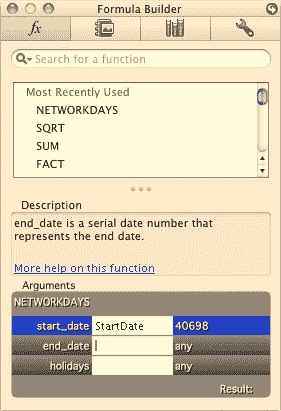 Formula Builder
fx
Search for a function
Most Recently Used
NETWORKDAYS
SQRT
SUM
FACT
Description
end_date is a serial date number that
represents the end date.
More help on this function
Arguments
NETWORKDAYS
start_date StartDate 40698
end_date any
holidays any
Result: